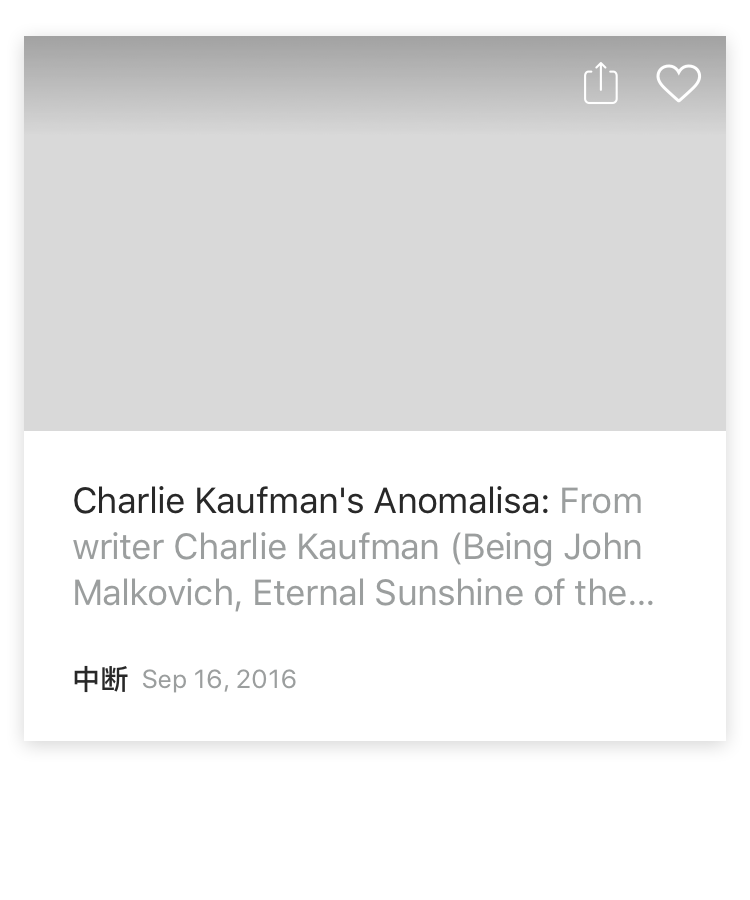 Charlie Kaufman's Anomalisa: From
writer Charlie Kaufman (Being John
Malkovich, Eternal Sunshine of the...
中断 Sep 16, 2016